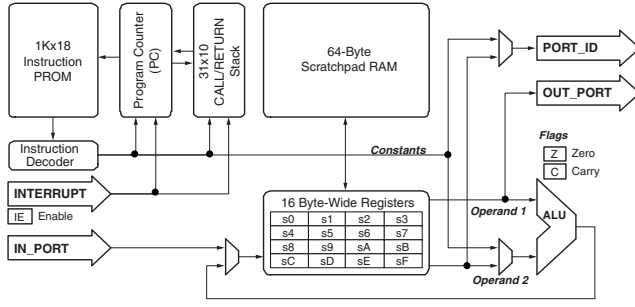 1Kx18
Instruction
PROM
Program Counter
(PC)
31x10
CALL/RETURN
Stack
64-Byte
Scratchpad RAM
PORT_ID
OUT_PORT
Instruction
Decoder
Constants
Flags
Z Zero
C Carry
INTERRUPT
IE Enable
16 Byte-Wide Registers
s0 s1 s2 s3
s4 s5 s6 s7
s8 s9 sA sB
sC sD sE sF
Operand 1
ALU
IN_PORT
Operand 2